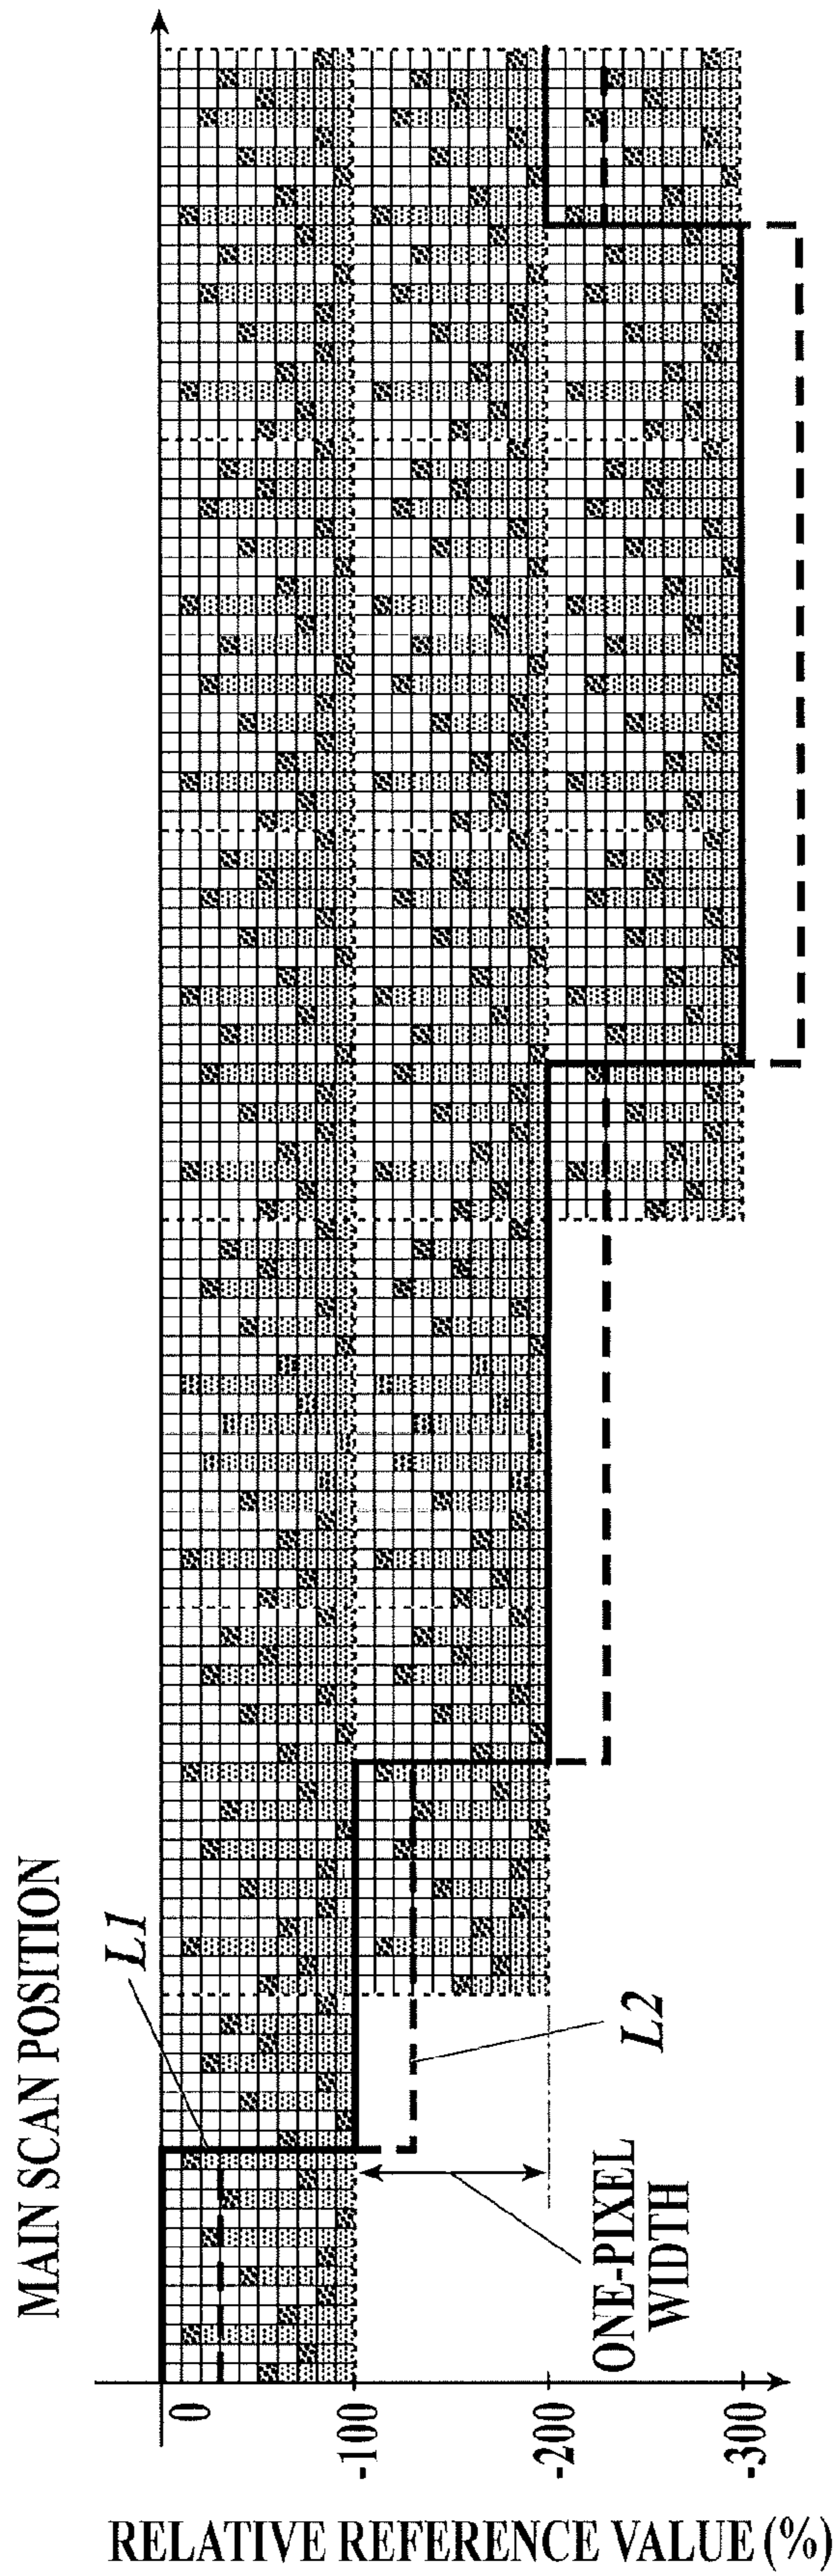 MAIN SCAN POSITION
L1
L2
ONE-PIXEL
WIDTH
0
-100
-200
-300
RELATIVE REFERENCE VALUE (%)